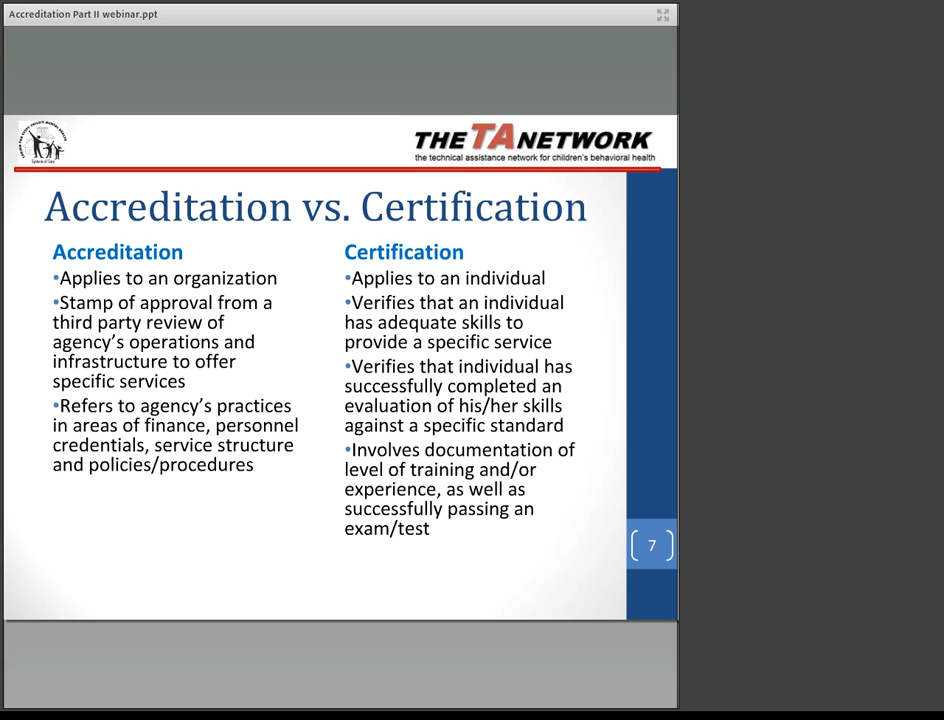 Accreditation Part II webinar.ppt
THE TA NETWORK
the technical assistance network for children's behavioral health
Accreditation vs. Certification
Accreditation
•Applies to an organization
•Stamp of approval from a
third party review of
agency's operations and
infrastructure to offer
specific services
•Refers to agency's practices
in areas of finance, personnel
credentials, service structure
and policies/procedures
Certification
•Applies to an individual
•Verifies that an individual
has adequate skills to
provide a specific service
•Verifies that individual has
successfully completed an
evaluation of his/her skills
against a specific standard
•Involves documentation of
level of training and/or
experience, as well as
successfully passing an
exam/test
7